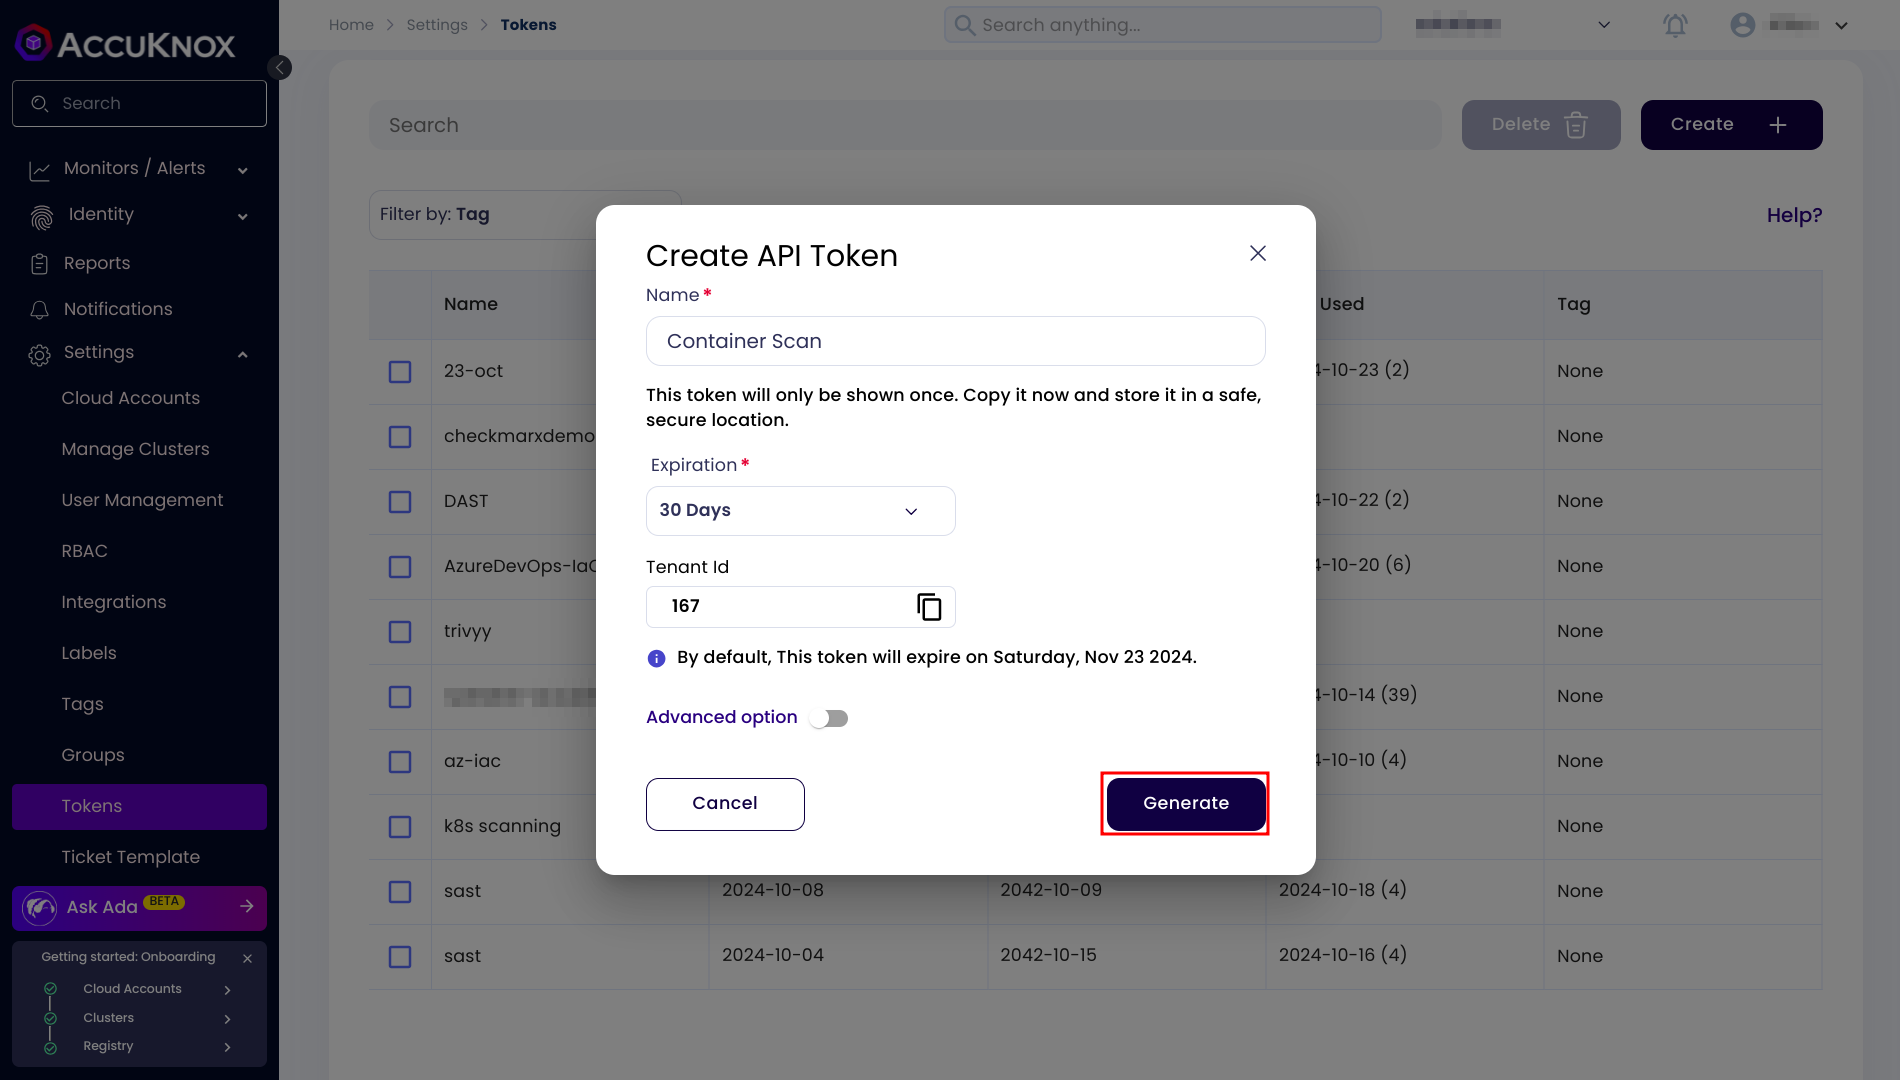 ACCUKNOX
Search
Monitors / Alerts
Identity
Reports
Notifications
Settings
Cloud Accounts
Manage Clusters
User Management
RBAC
Integrations
Labels
Tags
Groups
Tokens
Ticket Template
Ask Ada BETA
Getting started: Onboarding
Cloud Accounts
Clusters
Registry
Home > Settings > Tokens
Search anything...
Search
Delete
Create +
Filter by: Tag
Help?
Name Used Tag
23-oct 4-10-23 (2) None
checkmarxdemo None
DAST 4-10-22 (2) None
AzureDevOps-Ia 4-10-20 (6) None
trivyy None
4-10-14 (39) None
az-iac 4-10-10 (4) None
k8s scanning None
sast 2024-10-08 2042-10-09 2024-10-18 (4) None
sast 2024-10-04 2042-10-15 2024-10-16 (4) None
Create API Token
Name *
Container Scan
This token will only be shown once. Copy it now and store it in a safe,
secure location.
Expiration *
30 Days
Tenant Id
167
By default, This token will expire on Saturday, Nov 23 2024.
Advanced option
Cancel
Generate